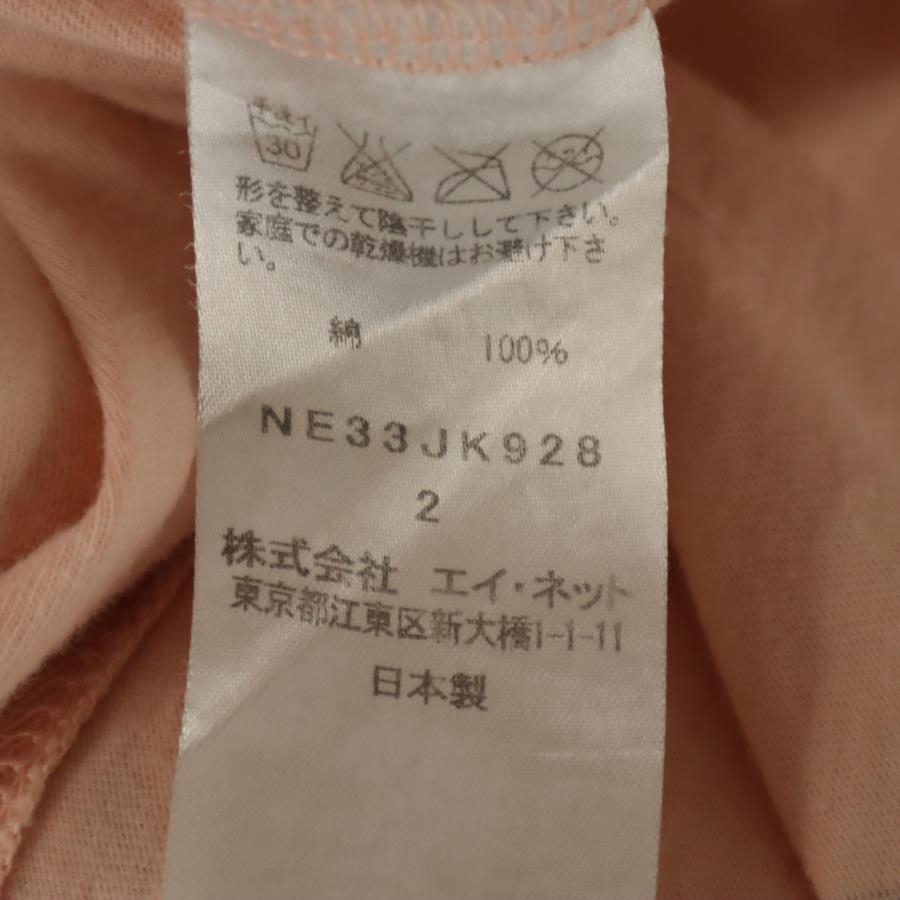 手洗イ
30
形を整えて陰干しして下さい。
家庭での乾燥機はお避け下さ
い。
綿 100%
NE33JK928
2
株式会社 エイ・ネット
東京都江東区新大橋1-1-11
日本製